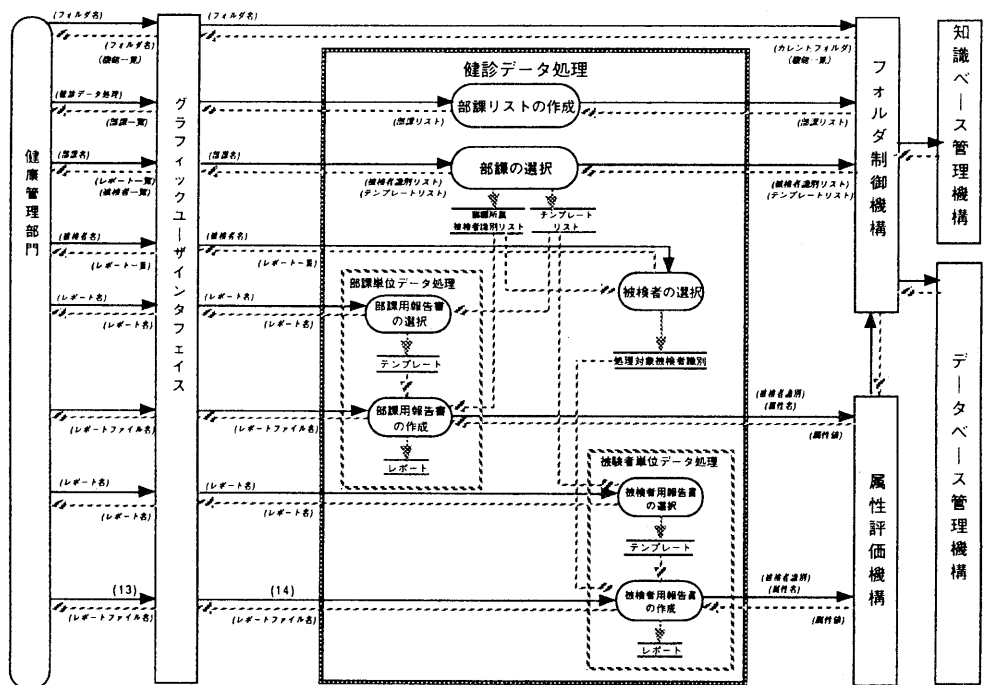 (フォルダ名)
(フォルダ名)
(フォルダ名)
(機能一覧)
(カレントフォルダ)
(機能一覧)
健診データ処理
(健診データ処理)
(部課一覧)
部課リストの作成
(部課リスト)
(部課リスト)
(部課名)
(部課名)
(レポート一覧)
(被検者一覧)
部課の選択
(被検者識別リスト)
(テンプレートリスト)
(被検者識別リスト)
(テンプレートリスト)
被検者識別リスト
テンプレート
リスト
(被検者名)
(被検者名)
(レポート一覧)
(レポート一覧)
被検者の選択
処理対象被検者識別
部課単位データ処理
(レポート名)
(レポート名)
(レポート名)
(レポート名)
部課用報告書
の選択
テンプレート
部課用報告書
の作成
レポート
(レポートファイル名)
(レポートファイル名)
(被検者識別)
(属性名)
(属性値)
被験者単位データ処理
(レポート名)
(レポート名)
(レポート名)
(レポート名)
被検者用報告書
の選択
テンプレート
(13)
(14)
(レポートファイル名)
(レポートファイル名)
被検者用報告書
の作成
レポート
(被検者識別)
(属性名)
(属性値)
健康管理部門
グラフィックユーザインタフェイス
フォルダ制御機構
属性評価機構
知識ベース管理機構
データベース管理機構